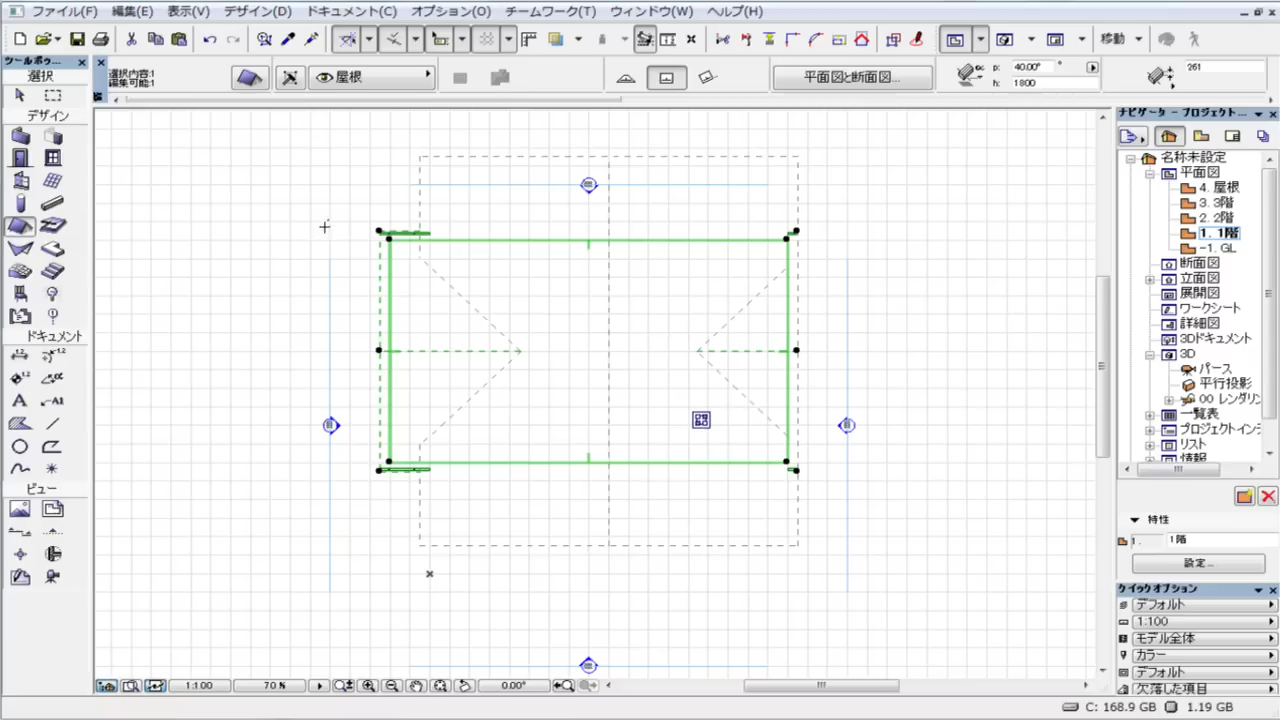 ファイル(F) 編集(E) 表示(V) デザイン(D) ドキュメント(C) オプション(O) チームワーク(T) ウィンドウ(W) ヘルプ(H)
移動
ツールボッ...
選択
選択内容:1
編集可能:1
屋根
平面図と断面図...
p: 40.00°
h: 1800
261
デザイン
ドキュメント
A1
ビュー
ナビゲータ - プロジェクト...
名称未設定
平面図
4. 屋根
3. 3階
2. 2階
1. 1階
-1. GL
断面図
立面図
展開図
ワークシート
詳細図
3Dドキュメント
3D
パース
平行投影
00 レンダリン
一覧表
プロジェクトインデ
リスト
情報
特性
1. 1階
設定...
クイックオプション
デフォルト
1:100
モデル全体
カラー
デフォルト
欠落した項目
1:100 70 % 0.00°
C: 168.9 GB 1.19 GB